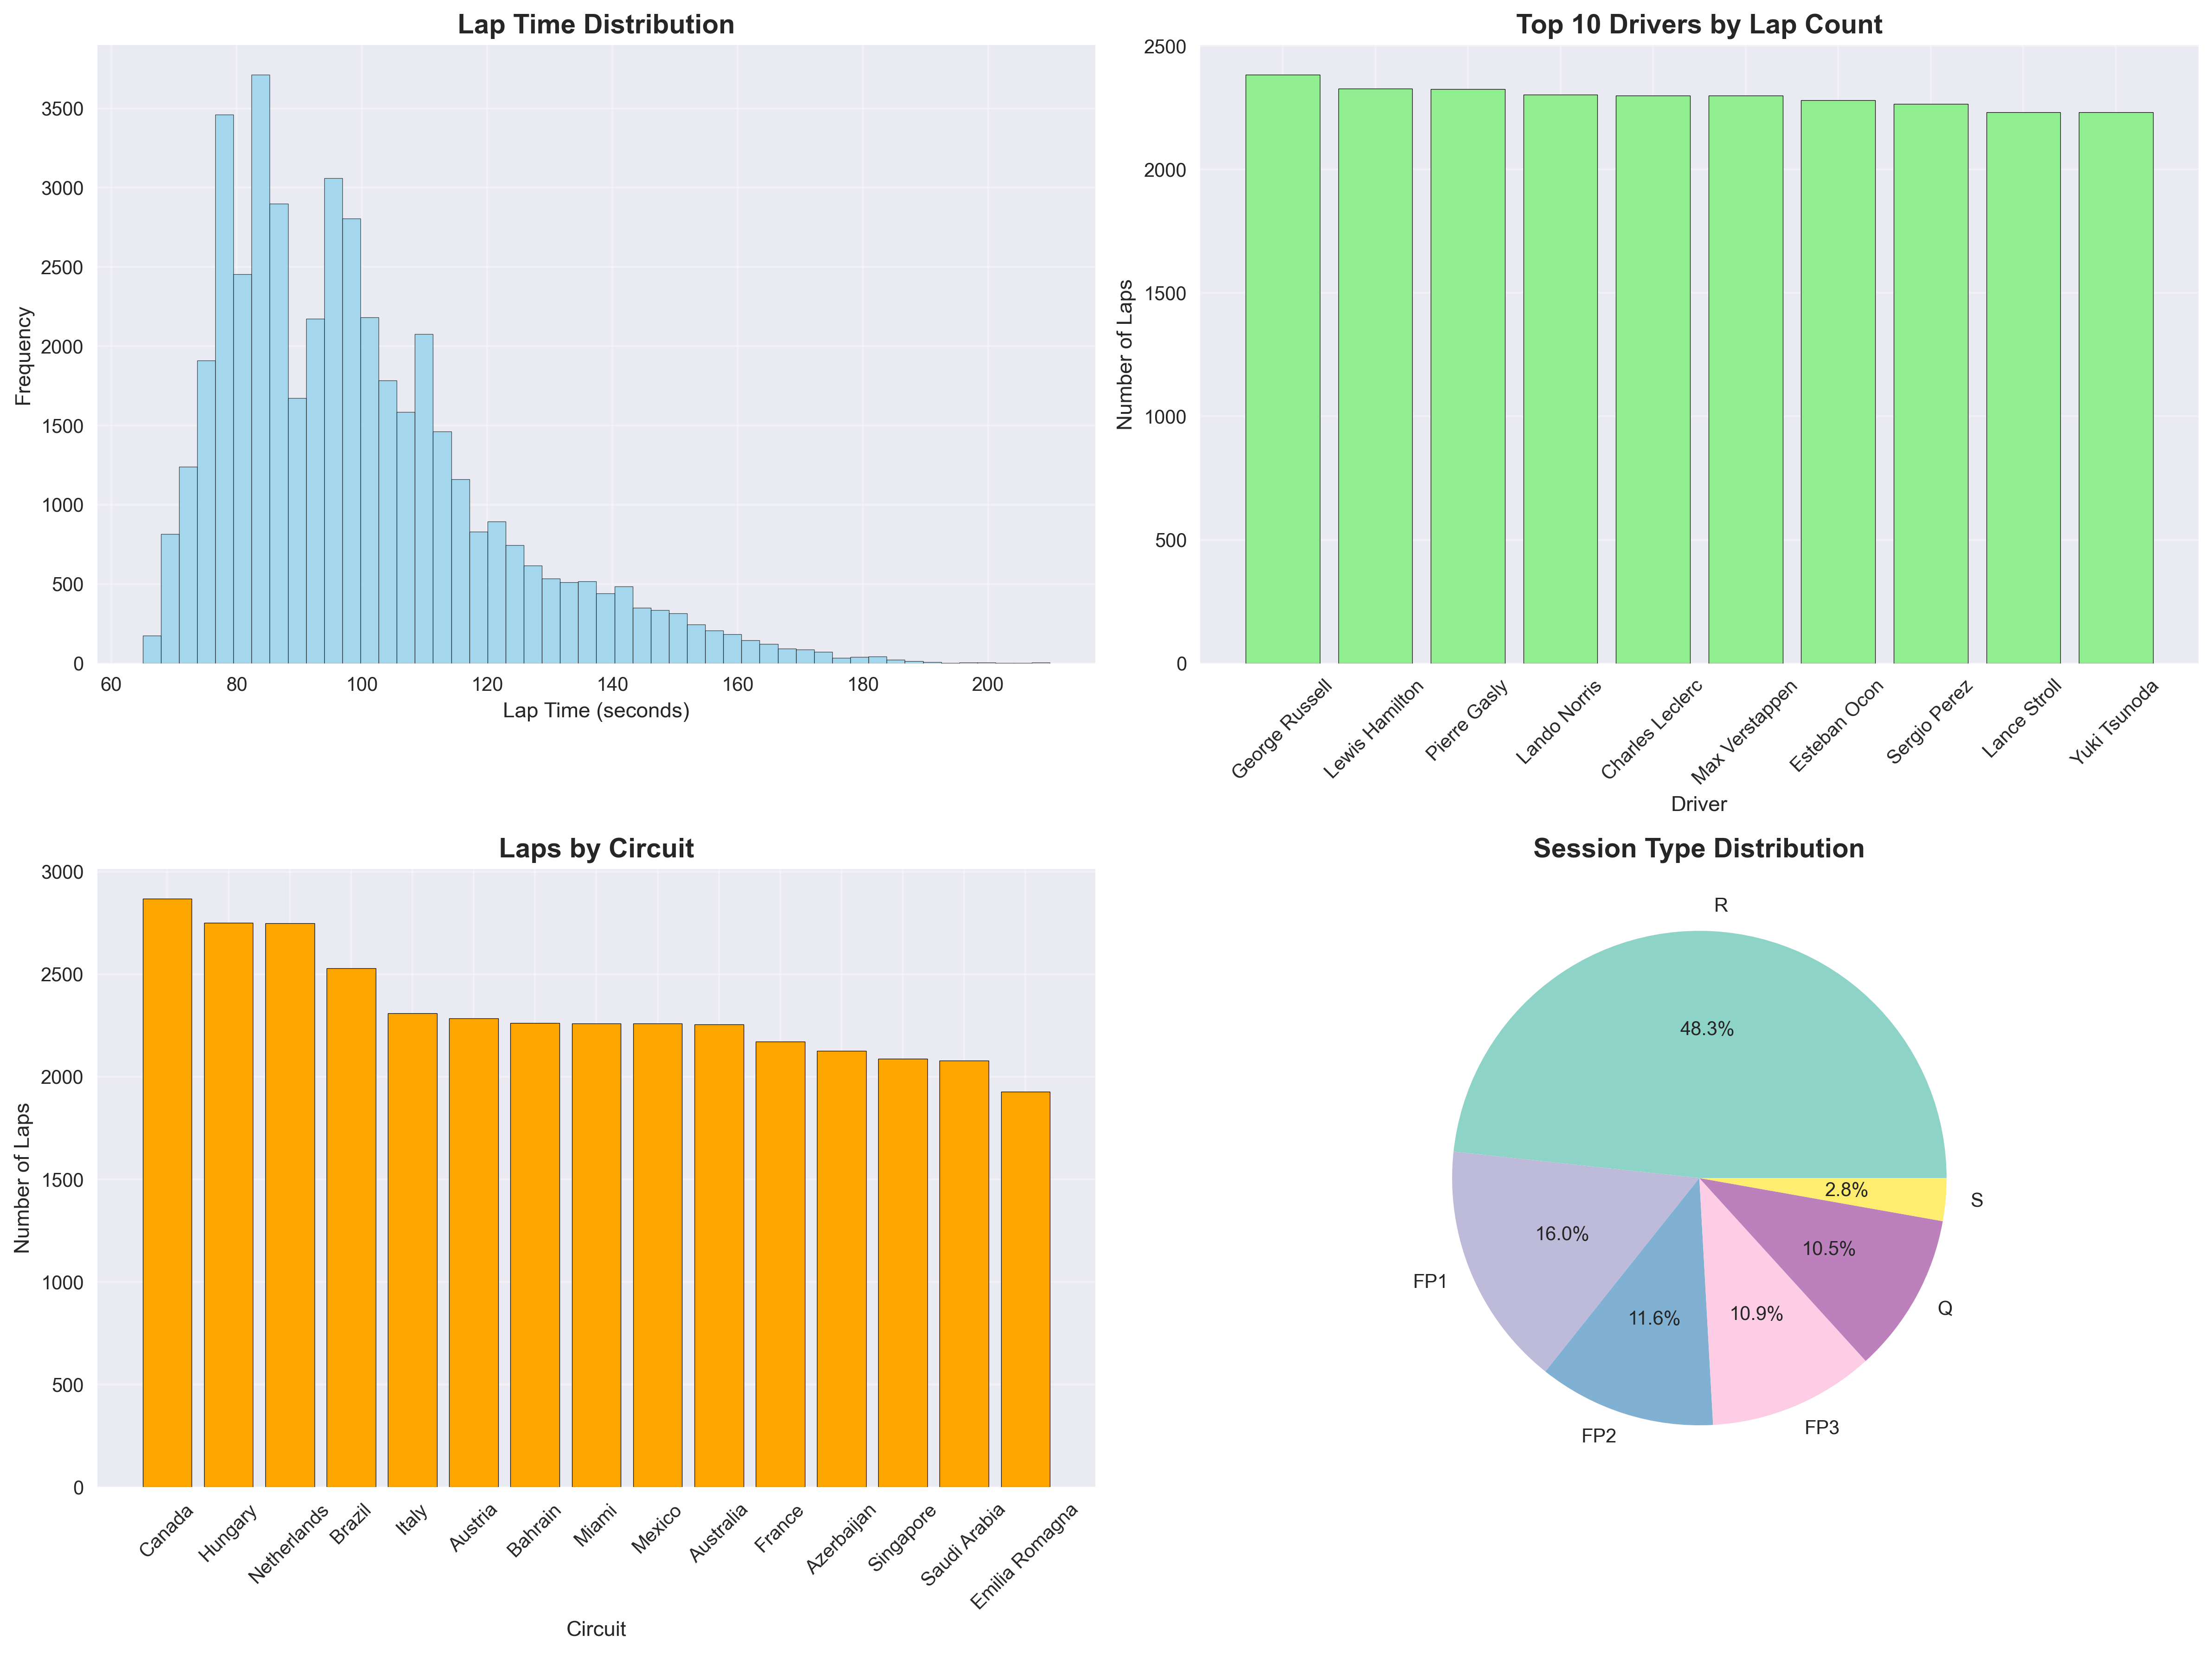 Lap Time Distribution
3500
3000
2500
2000
1500
1000
500
0
Frequency
60 80 100 120 140 160 180 200
Lap Time (seconds)
Top 10 Drivers by Lap Count
2500
2000
1500
1000
500
0
Number of Laps
George Russell
Lewis Hamilton
Pierre Gasly
Lando Norris
Charles Leclerc
Max Verstappen
Esteban Ocon
Sergio Perez
Lance Stroll
Yuki Tsunoda
Driver
Laps by Circuit
3000
2500
2000
1500
1000
500
0
Number of Laps
Canada
Hungary
Netherlands
Brazil
Italy
Austria
Bahrain
Miami
Mexico
Australia
France
Azerbaijan
Singapore
Saudi Arabia
Emilia Romagna
Circuit
Session Type Distribution
R
48.3%
FP1
16.0%
FP2
11.6%
FP3
10.9%
Q
10.5%
S
2.8%